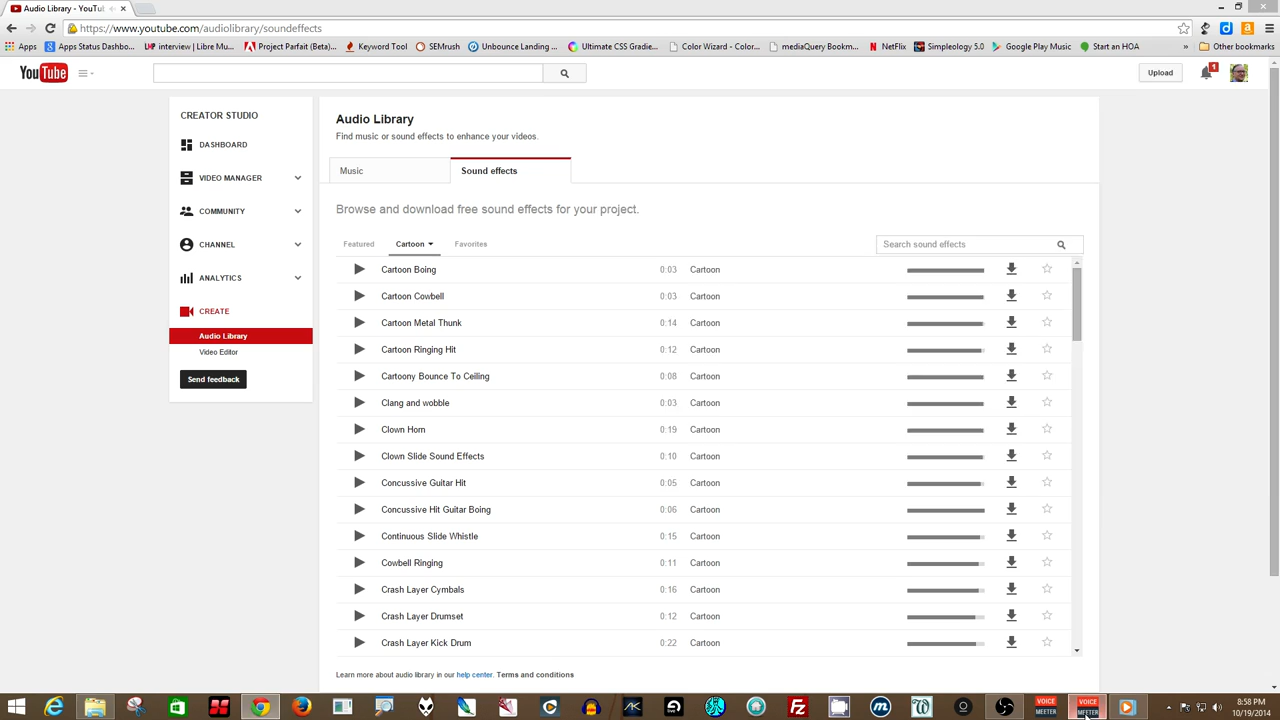 Audio Library - YouTub
https://www.youtube.com/audiolibrary/soundeffects
Apps
Apps Status Dashbo...
interview | Libre Mu...
Project Parfait (Beta)
Keyword Tool
SEMrush
Unbounce Landing ...
Ultimate CSS Gradie...
Color Wizard - Color...
mediaQuery Bookm...
NetFlix
Simpleology 5.0
Google Play Music
Start an HOA
»
Other bookmarks
YouTube
Upload
1
CREATOR STUDIO
DASHBOARD
VIDEO MANAGER
COMMUNITY
CHANNEL
ANALYTICS
CREATE
Audio Library
Video Editor
Send feedback
Audio Library
Find music or sound effects to enhance your videos.
Music
Sound effects
Browse and download free sound effects for your project.
Featured
Cartoon
Favorites
Search sound effects
Cartoon Boing 0:03 Cartoon
Cartoon Cowbell 0:03 Cartoon
Cartoon Metal Thunk 0:14 Cartoon
Cartoon Ringing Hit 0:12 Cartoon
Cartoony Bounce To Ceiling 0:08 Cartoon
Clang and wobble 0:03 Cartoon
Clown Horn 0:19 Cartoon
Clown Slide Sound Effects 0:10 Cartoon
Concussive Guitar Hit 0:05 Cartoon
Concussive Hit Guitar Boing 0:06 Cartoon
Continuous Slide Whistle 0:15 Cartoon
Cowbell Ringing 0:11 Cartoon
Crash Layer Cymbals 0:16 Cartoon
Crash Layer Drumset 0:12 Cartoon
Crash Layer Kick Drum 0:22 Cartoon
Learn more about audio library in our help center. Terms and conditions
VOICE
MEETER
VOICE
MEETER
8:58 PM
10/19/2014